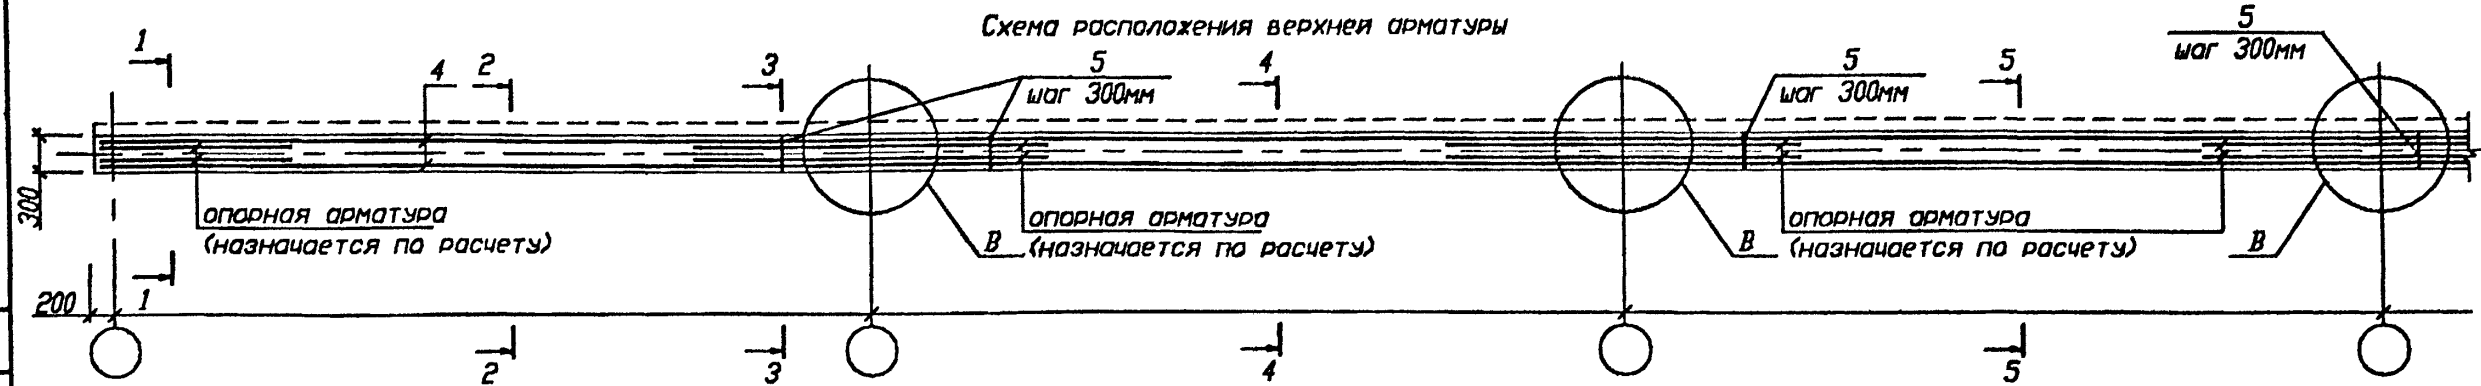 Схема расположения верхней арматуры
1
4
2
3
5
шаг 300мм
4
5
шаг 300мм
5
5
шаг 300мм
300
опорная арматура
(назначается по расчету)
В
опорная арматура
(назначается по расчету)
В
опорная арматура
(назначается по расчету)
В
200
1
2
3
4
5